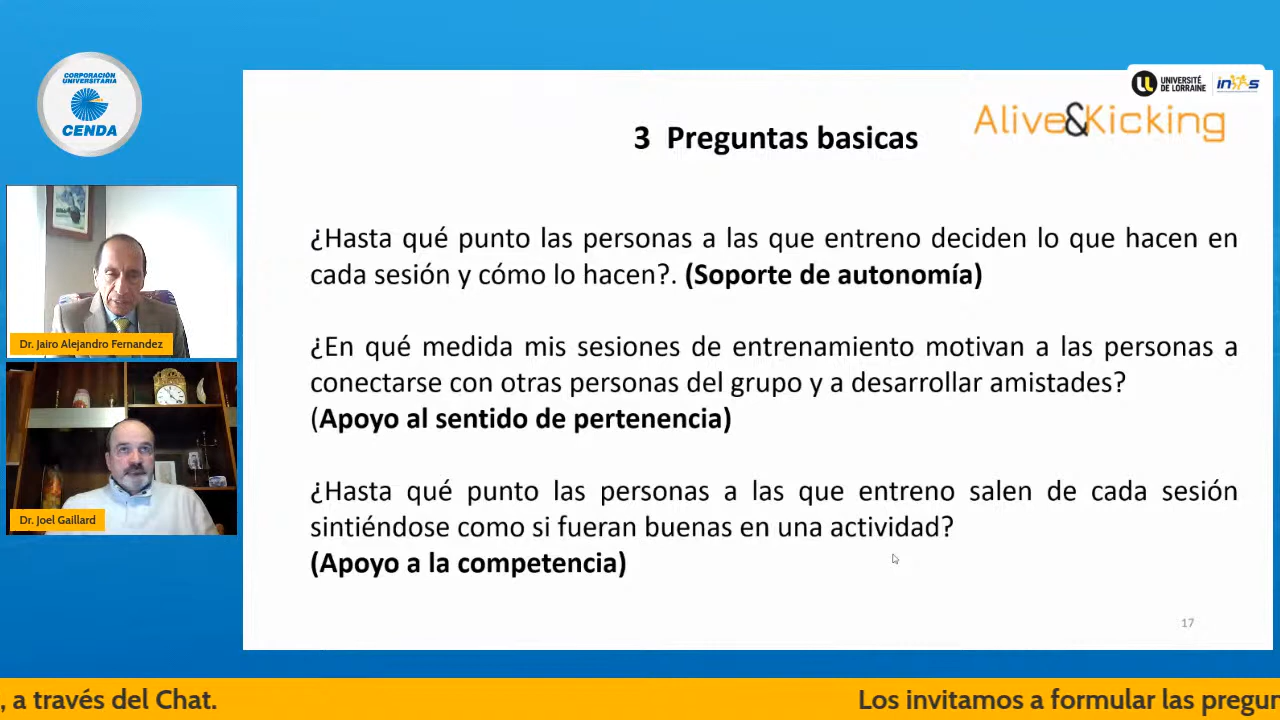 CORPORACIÓN
UNIVERSITARIA
CENDA
UNIVERSITÉ
DE LORRAINE
Alive&Kicking
3 Preguntas basicas
¿Hasta qué punto las personas a las que entreno deciden lo que hacen en
cada sesión y cómo lo hacen?. (Soporte de autonomía)
¿En qué medida mis sesiones de entrenamiento motivan a las personas a
conectarse con otras personas del grupo y a desarrollar amistades?
(Apoyo al sentido de pertenencia)
¿Hasta qué punto las personas a las que entreno salen de cada sesión
sintiéndose como si fueran buenas en una actividad?
(Apoyo a la competencia)
17
Dr. Jairo Alejandro Fernandez
Dr. Joel Gaillard
, a través del Chat.
Los invitamos a formular las pregun